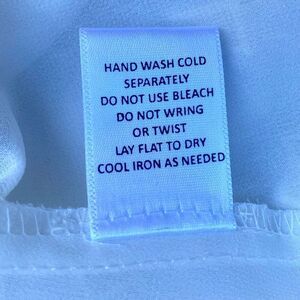 HAND WASH COLD
SEPARATELY
DO NOT USE BLEACH
DO NOT WRING
OR TWIST
LAY FLAT TO DRY
COOL IRON AS NEEDED